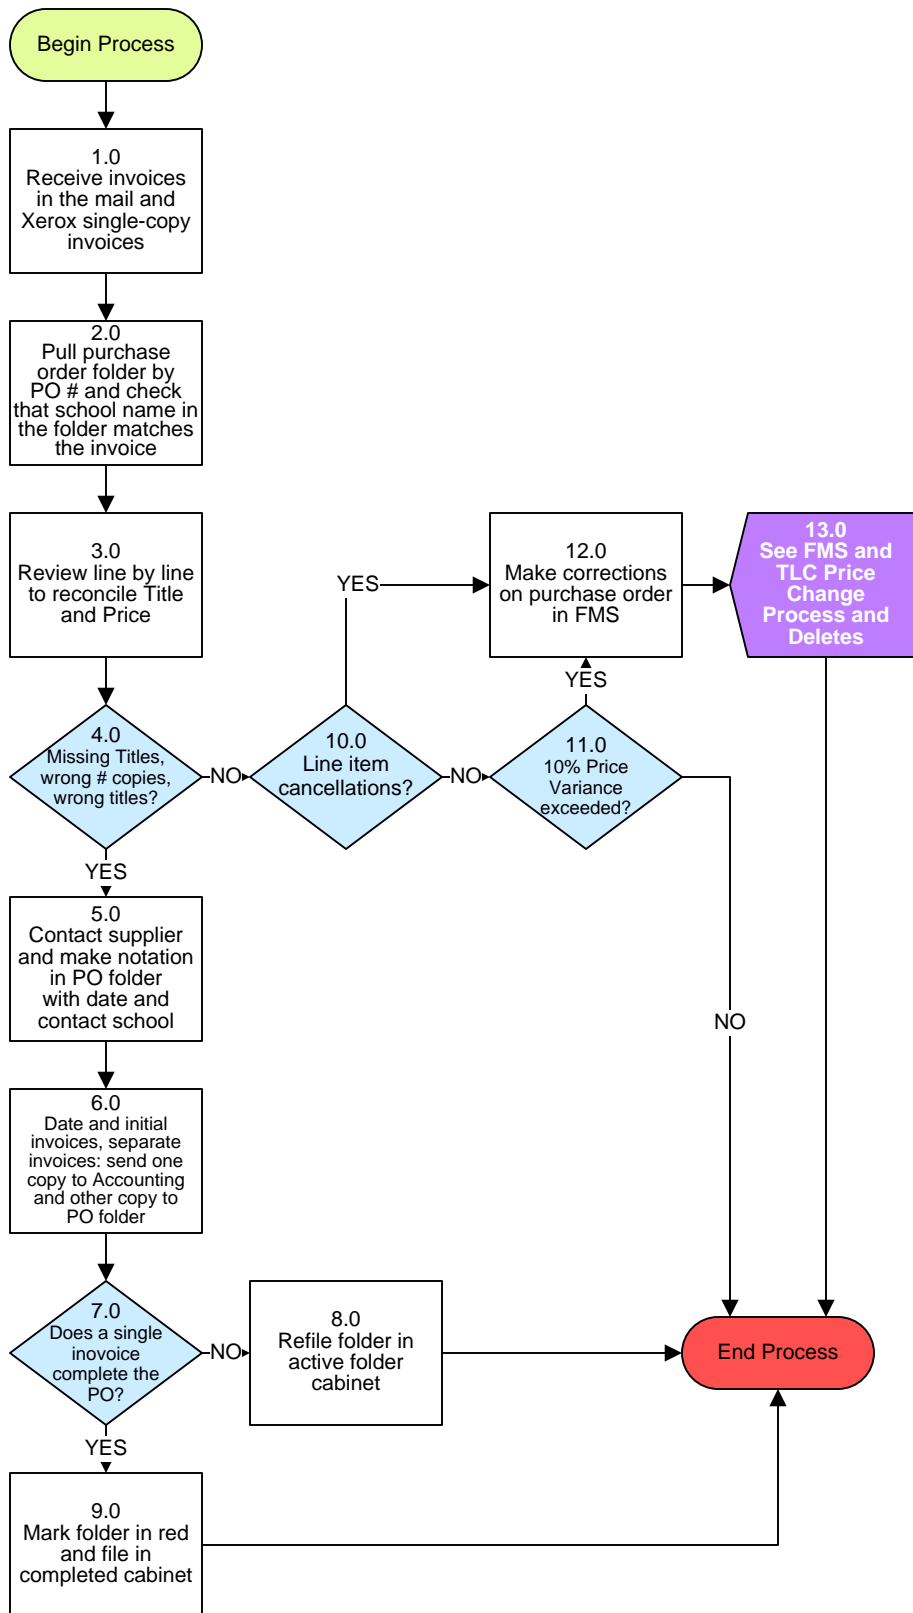 Begin Process
1.0
Receive invoices
in the mail and
Xerox single-copy
invoices
2.0
Pull purchase
order folder by
PO # and check
that school name in
the folder matches
the invoice
3.0
Review line by line
to reconcile Title
and Price
4.0
Missing Titles,
wrong # copies,
wrong titles?
NO
10.0
Line item
cancellations?
YES
NO
11.0
10% Price
Variance
exceeded?
YES
12.0
Make corrections
on purchase order
in FMS
13.0
See FMS and
TLC Price
Change
Process and
Deletes
NO
YES
5.0
Contact supplier
and make notation
in PO folder
with date and
contact school
6.0
Date and initial
invoices, separate
invoices: send one
copy to Accounting
and other copy to
PO folder
7.0
Does a single
inovoice
complete the
PO?
NO
8.0
Refile folder in
active folder
cabinet
End Process
YES
9.0
Mark folder in red
and file in
completed cabinet